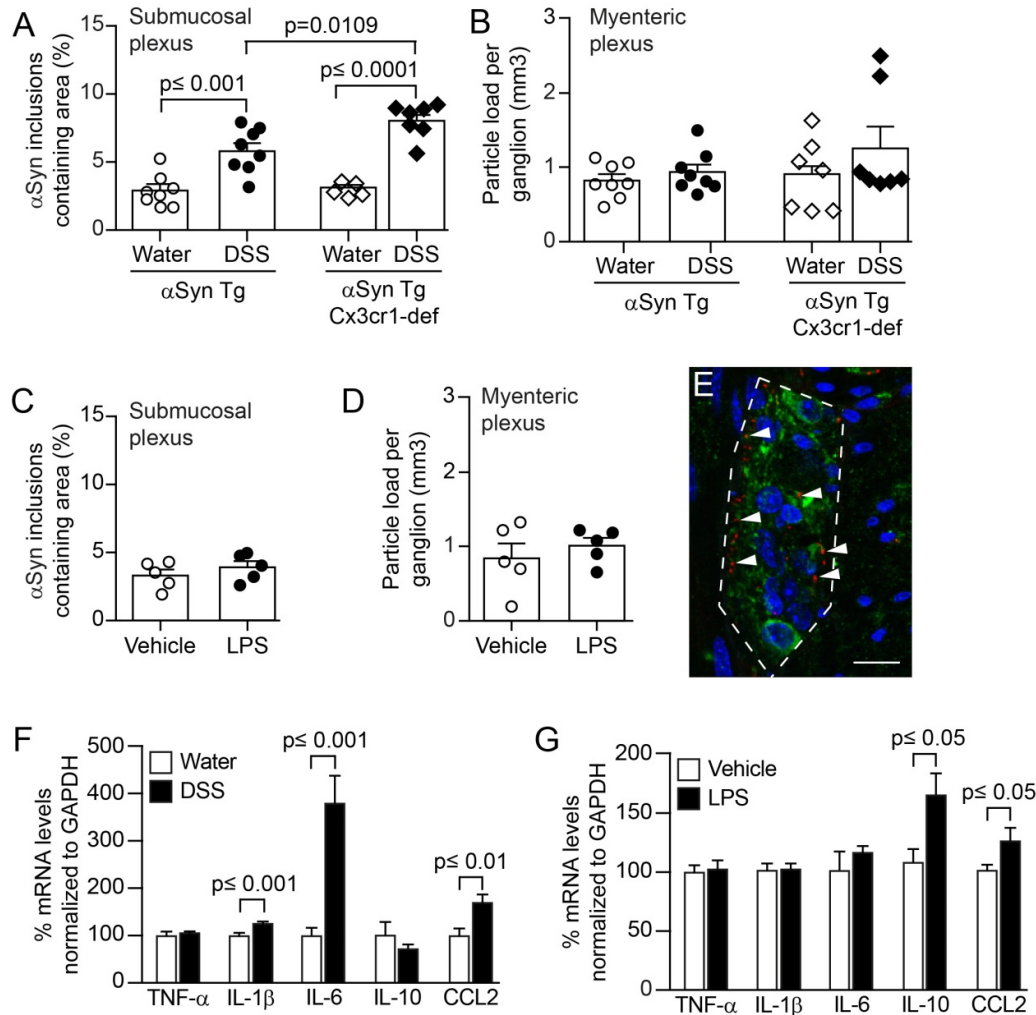 A
Submucosal
plexus
αSyn inclusions
containing area (%)
15
10
5
0
p≤ 0.001
p=0.0109
p≤ 0.0001
Water
DSS
Water
DSS
αSyn Tg
αSyn Tg
Cx3cr1-def
B
Myenteric
plexus
Particle load per
ganglion (mm3)
3
2
1
0
Water
DSS
Water
DSS
αSyn Tg
αSyn Tg
Cx3cr1-def
C
Submucosal
plexus
αSyn inclusions
containing area (%)
15
10
5
0
Vehicle
LPS
D
Myenteric
plexus
Particle load per
ganglion (mm3)
3
2
1
0
Vehicle
LPS
E
F
% mRNA levels
normalized to GAPDH
500
400
300
200
100
0
Water
DSS
p≤ 0.001
p≤ 0.001
p≤ 0.01
TNF-α
IL-1β
IL-6
IL-10
CCL2
G
% mRNA levels
normalized to GAPDH
200
150
100
50
0
Vehicle
LPS
p≤ 0.05
p≤ 0.05
TNF-α
IL-1β
IL-6
IL-10
CCL2